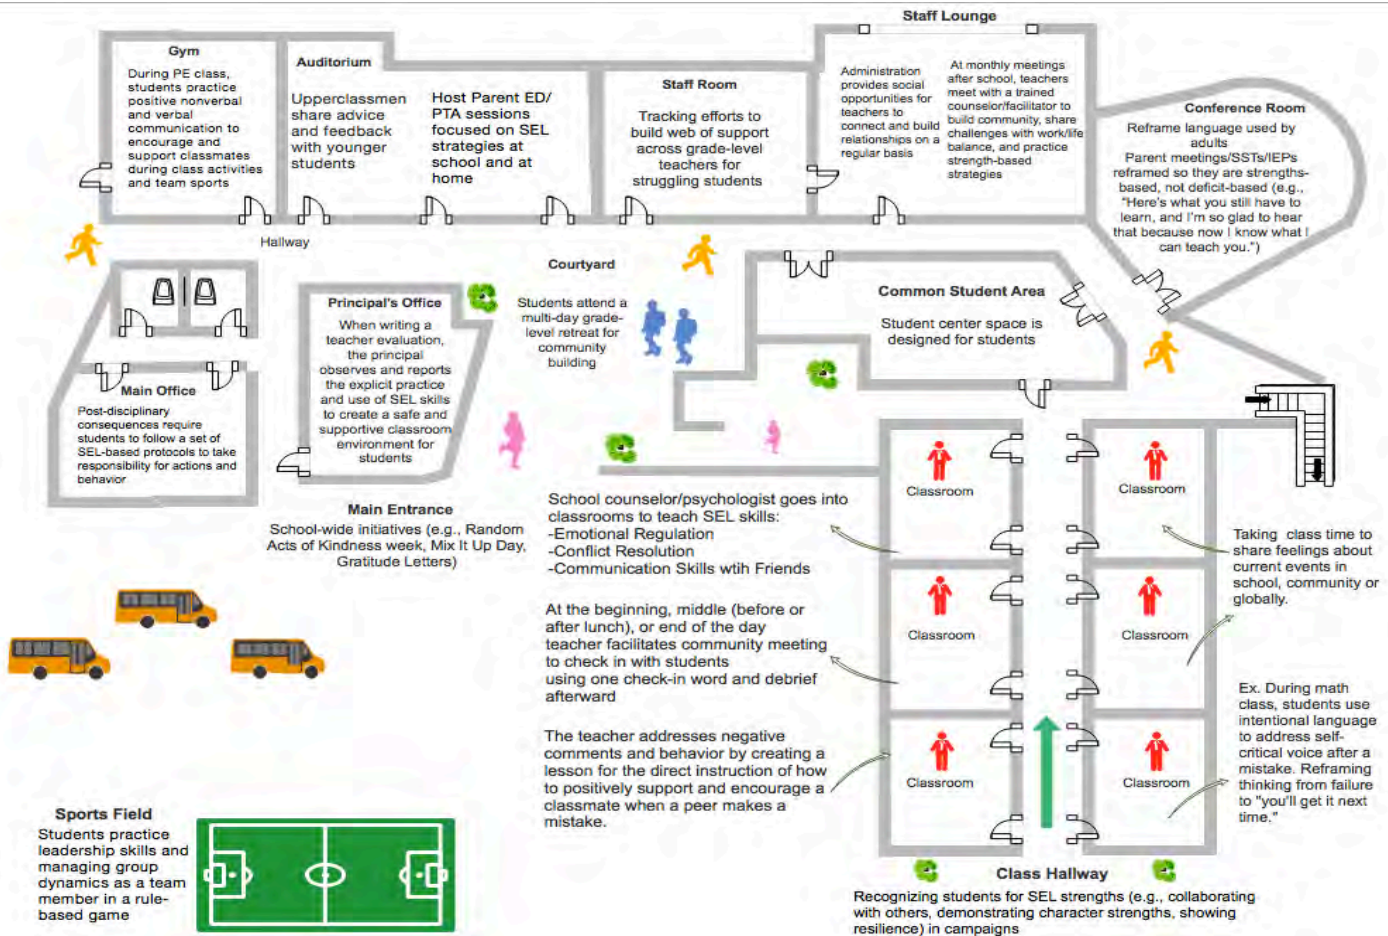 Staff Lounge
Gym
During PE class,
students practice
positive nonverbal
and verbal
communication to
encourage and
support classmates
during class activities
and team sports
Auditorium
Upperclassmen
share advice
and feedback
with younger
students
Host Parent ED/
PTA sessions
focused on SEL
strategies at
school and at
home
Staff Room
Tracking efforts to
build web of support
across grade-level
teachers for
struggling students
Administration
provides social
opportunities for
teachers to
connect and build
relationships on a
regular basis
At monthly meetings
after school, teachers
meet with a trained
counselor/facilitator to
build community, share
challenges with work/life
balance, and practice
strength-based
strategies
Conference Room
Reframe language used by
adults
Parent meetings/SSTs/IEPs
reframed so they are strengths-
based, not deficit-based (e.g.,
"Here's what you still have to
learn, and I'm so glad to hear
that because now I know what I
can teach you.")
Hallway
Courtyard
Students attend a
multi-day grade-
level retreat for
community
building
Principal's Office
When writing a
teacher evaluation,
the principal
observes and reports
the explicit practice
and use of SEL skills
to create a safe and
supportive classroom
environment for
students
Common Student Area
Student center space is
designed for students
Main Office
Post-disciplinary
consequences require
students to follow a set of
SEL-based protocols to take
responsibility for actions and
behavior
Main Entrance
School-wide initiatives (e.g., Random
Acts of Kindness week, Mix It Up Day,
Gratitude Letters)
School counselor/psychologist goes into
classrooms to teach SEL skills:
-Emotional Regulation
-Conflict Resolution
-Communication Skills wtih Friends
At the beginning, middle (before or
after lunch), or end of the day
teacher facilitates community meeting
to check in with students
using one check-in word and debrief
afterward
The teacher addresses negative
comments and behavior by creating a
lesson for the direct instruction of how
to positively support and encourage a
classmate when a peer makes a
mistake.
Classroom
Classroom
Classroom
Classroom
Classroom
Classroom
Taking class time to
share feelings about
current events in
school, community or
globally.
Ex. During math
class, students use
intentional language
to address self-
critical voice after a
mistake. Reframing
thinking from failure
to "you'll get it next
time."
Sports Field
Students practice
leadership skills and
managing group
dynamics as a team
member in a rule-
based game
Class Hallway
Recognizing students for SEL strengths (e.g., collaborating
with others, demonstrating character strengths, showing
resilience) in campaigns